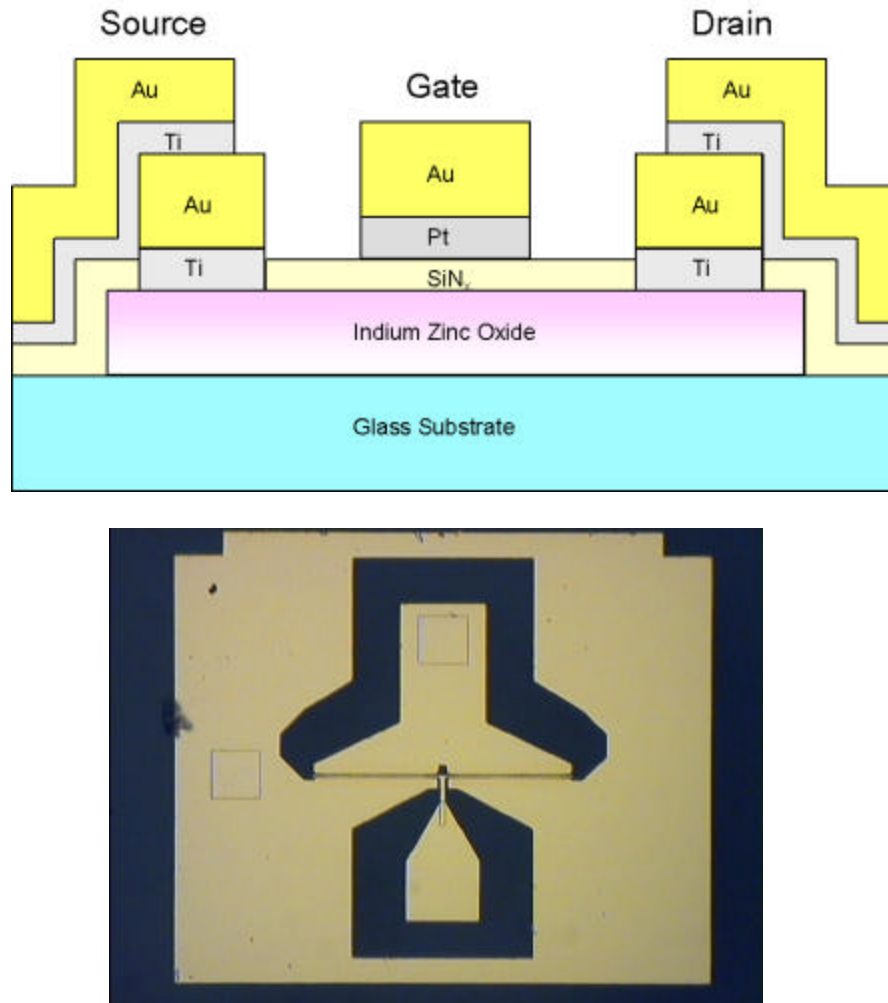 Source
Drain
Gate
Au
Au
Ti
Ti
Au
Au
Au
Pt
Ti
Ti
SiNₓ
Indium Zinc Oxide
Glass Substrate